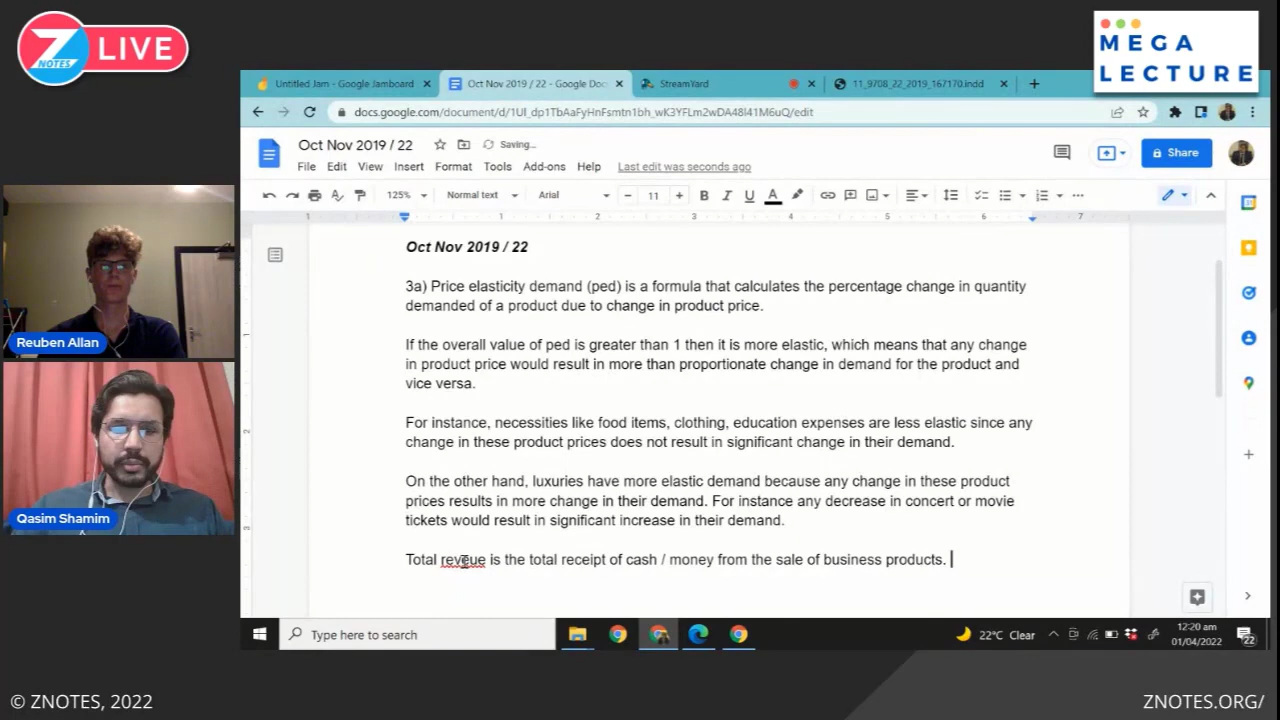 Z NOTES LIVE
MEGA
LECTURE
Untitled Jam - Google Jamboard
Oct Nov 2019 / 22 - Google Doc
StreamYard
11_9708_22_2019_167170.indd
docs.google.com/document/d/1UI_dp1TbAaFyHnFsmtn1bh_wK3YFLm2wDA48l41M6uQ/edit
Oct Nov 2019 / 22
Saving...
File Edit View Insert Format Tools Add-ons Help Last edit was seconds ago
Share
125% Normal text Arial 11 B I U A
1 1 2 3 4 5 6 7
Oct Nov 2019 / 22
3a) Price elasticity demand (ped) is a formula that calculates the percentage change in quantity
demanded of a product due to change in product price.
If the overall value of ped is greater than 1 then it is more elastic, which means that any change
in product price would result in more than proportionate change in demand for the product and
vice versa.
For instance, necessities like food items, clothing, education expenses are less elastic since any
change in these product prices does not result in significant change in their demand.
On the other hand, luxuries have more elastic demand because any change in these product
prices results in more change in their demand. For instance any decrease in concert or movie
tickets would result in significant increase in their demand.
Total reveue is the total receipt of cash / money from the sale of business products.
Reuben Allan
Qasim Shamim
Type here to search
22°C Clear
12:20 am
01/04/2022
22
© ZNOTES, 2022
ZNOTES.ORG/